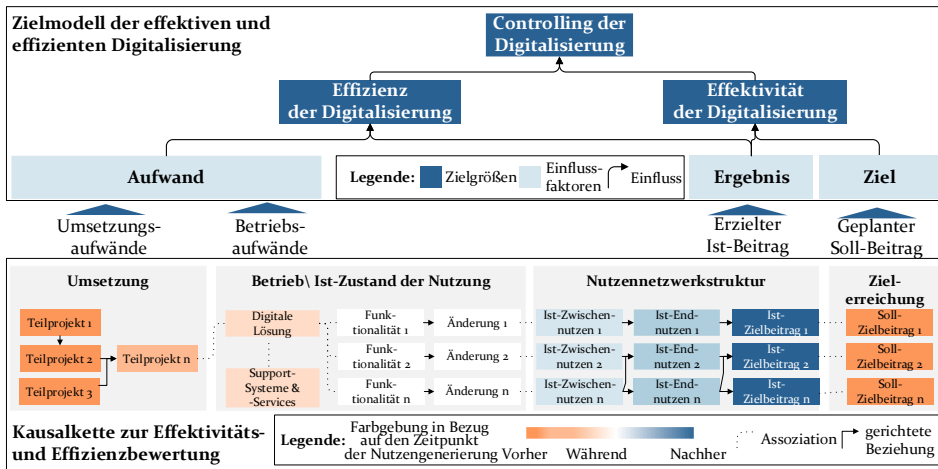 Zielmodell der effektiven und
effizienten Digitalisierung
Controlling der
Digitalisierung
Effizienz
der Digitalisierung
Effektivität
der Digitalisierung
Aufwand
Legende:
Zielgrößen
Einfluss-
faktoren
Einfluss
Ergebnis
Ziel
Umsetzungs-
aufwände
Betriebs-
aufwände
Erzielter
Ist-Beitrag
Geplanter
Soll-Beitrag
Umsetzung
Teilprojekt 1
Teilprojekt 2
Teilprojekt n
Teilprojekt 3
Betrieb\ Ist-Zustand der Nutzung
Digitale
Lösung
Support-
Systeme &
-Services
Funk-
tionalität 1
Änderung 1
Funk-
tionalität 2
Änderung 2
Funk-
tionalität n
Änderung n
Nutzennetzwerkstruktur
Ist-Zwischen-
nutzen 1
Ist-End-
nutzen 1
Ist-
Zielbeitrag 1
Ist-Zwischen-
nutzen 2
Ist-End-
nutzen 2
Ist-
Zielbeitrag 2
Ist-Zwischen-
nutzen n
Ist-End-
nutzen n
Ist-
Zielbeitrag n
Ziel-
erreichung
Soll-
Zielbeitrag 1
Soll-
Zielbeitrag 2
Soll-
Zielbeitrag n
Kausalkette zur Effektivitäts-
und Effizienzbewertung
Legende:
Farbgebung in Bezug
auf den Zeitpunkt
der Nutzengenerierung
Vorher
Während
Nachher
Assoziation
gerichtete
Beziehung